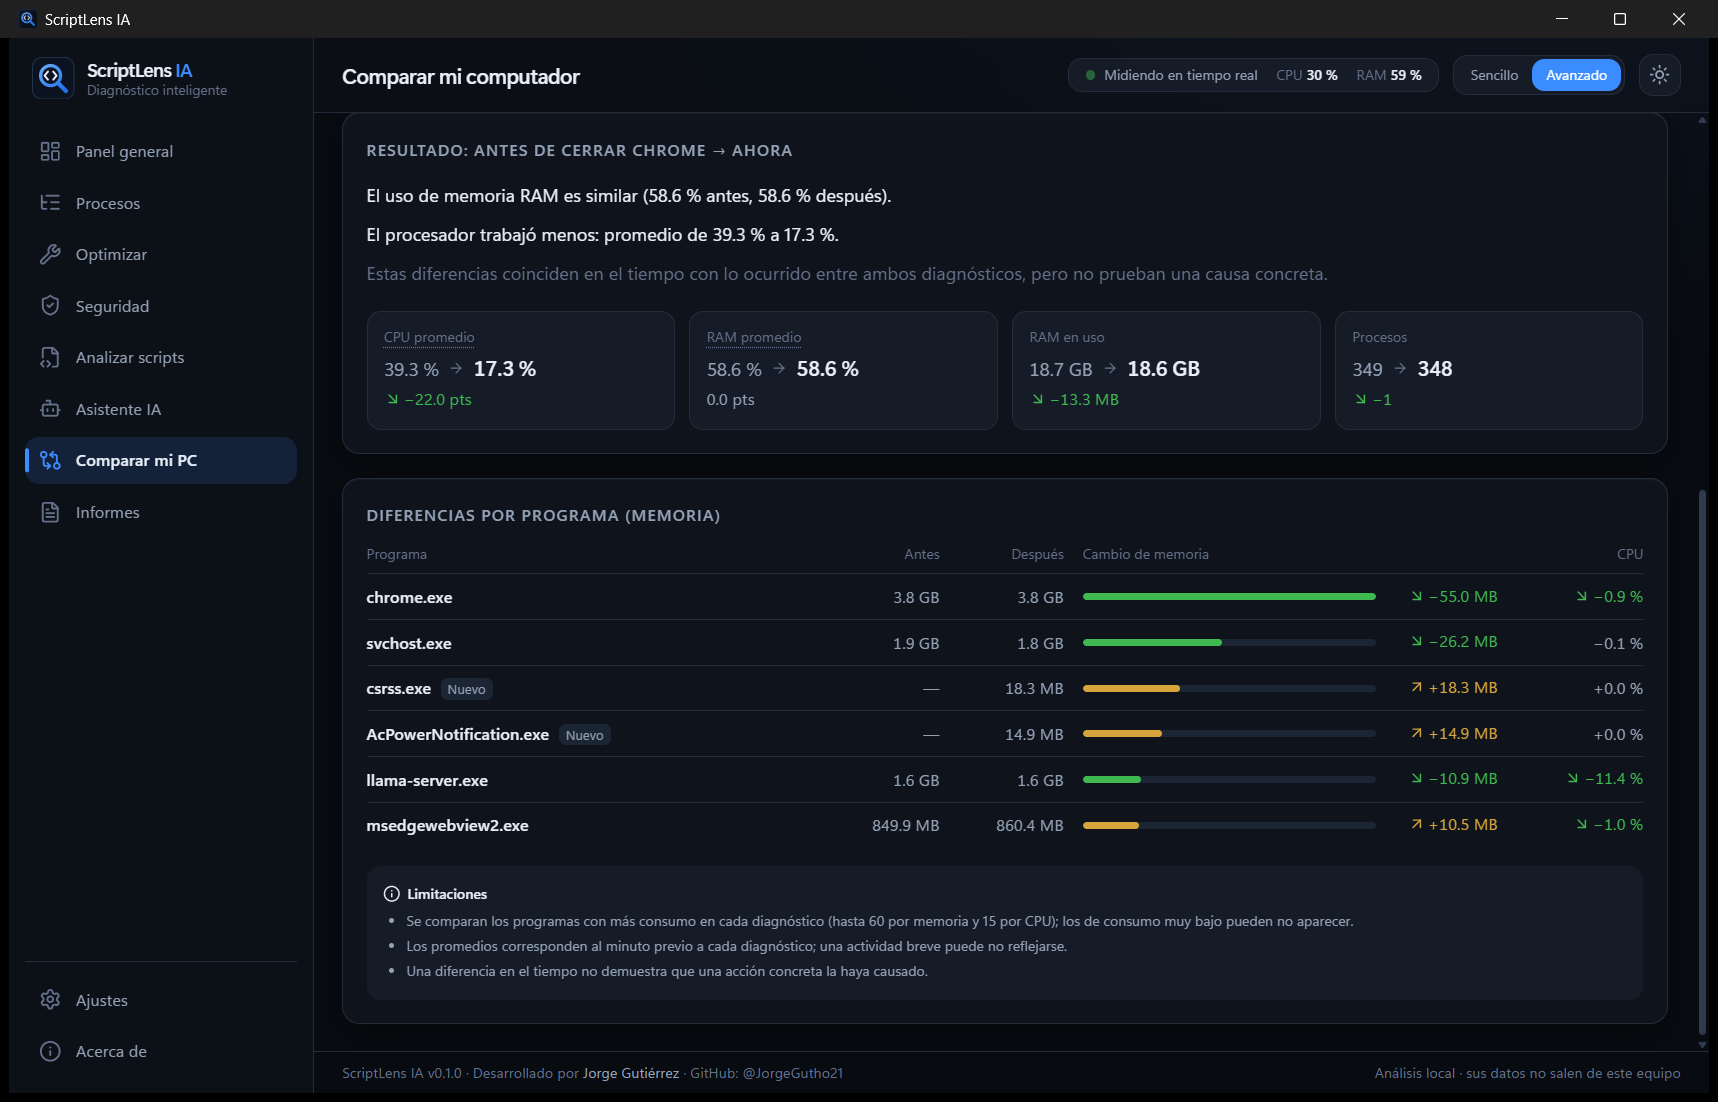 ScriptLens IA
ScriptLens IA
Diagnóstico inteligente
Panel general
Procesos
Optimizar
Seguridad
Analizar scripts
Asistente IA
Comparar mi PC
Informes
Ajustes
Acerca de
Comparar mi computador
Midiendo en tiempo real CPU 30 % RAM 59 %
Sencillo Avanzado
RESULTADO: ANTES DE CERRAR CHROME → AHORA
El uso de memoria RAM es similar (58.6 % antes, 58.6 % después).
El procesador trabajó menos: promedio de 39.3 % a 17.3 %.
Estas diferencias coinciden en el tiempo con lo ocurrido entre ambos diagnósticos, pero no prueban una causa concreta.
CPU promedio
39.3 % → 17.3 %
↘ −22.0 pts
RAM promedio
58.6 % → 58.6 %
0.0 pts
RAM en uso
18.7 GB → 18.6 GB
↘ −13.3 MB
Procesos
349 → 348
↘ −1
DIFERENCIAS POR PROGRAMA (MEMORIA)
Programa Antes Después Cambio de memoria CPU
chrome.exe 3.8 GB 3.8 GB ↘ −55.0 MB ↘ −0.9 %
svchost.exe 1.9 GB 1.8 GB ↘ −26.2 MB −0.1 %
csrss.exe Nuevo — 18.3 MB ↗ +18.3 MB +0.0 %
AcPowerNotification.exe Nuevo — 14.9 MB ↗ +14.9 MB +0.0 %
llama-server.exe 1.6 GB 1.6 GB ↘ −10.9 MB ↘ −11.4 %
msedgewebview2.exe 849.9 MB 860.4 MB ↗ +10.5 MB ↘ −1.0 %
Limitaciones
• Se comparan los programas con más consumo en cada diagnóstico (hasta 60 por memoria y 15 por CPU); los de consumo muy bajo pueden no aparecer.
• Los promedios corresponden al minuto previo a cada diagnóstico; una actividad breve puede no reflejarse.
• Una diferencia en el tiempo no demuestra que una acción concreta la haya causado.
ScriptLens IA v0.1.0 · Desarrollado por Jorge Gutiérrez · GitHub: @JorgeGutho21
Análisis local · sus datos no salen de este equipo